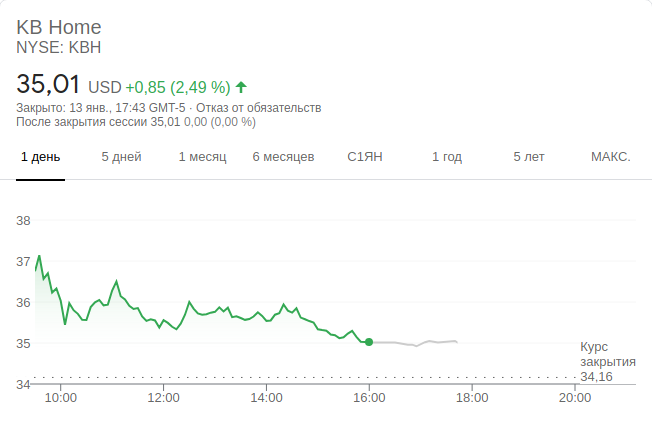 KB Home
NYSE: KBH
35,01 USD +0,85 (2,49 %)
Закрыто: 13 янв., 17:43 GMT-5 · Отказ от обязательств
После закрытия сессии 35,01 0,00 (0,00 %)
1 день 5 дней 1 месяц 6 месяцев С1ЯН 1 год 5 лет МАКС.
38
37
36
35
34
Курс
закрытия
34,16
10:00 12:00 14:00 16:00 18:00 20:00